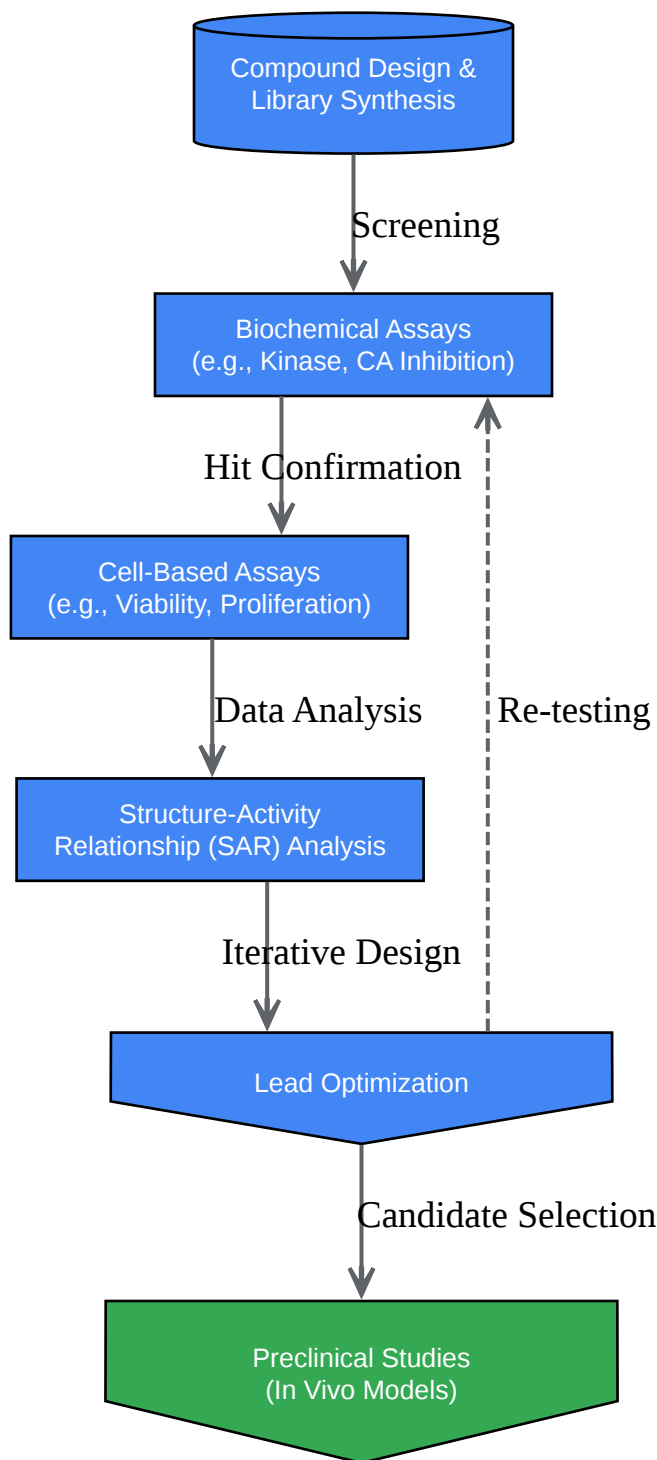 Compound Design &
Library Synthesis
Screening
Biochemical Assays
(e.g., Kinase, CA Inhibition)
Hit Confirmation
Cell-Based Assays
(e.g., Viability, Proliferation)
Data Analysis
Re-testing
Structure-Activity
Relationship (SAR) Analysis
Iterative Design
Lead Optimization
Candidate Selection
Preclinical Studies
(In Vivo Models)